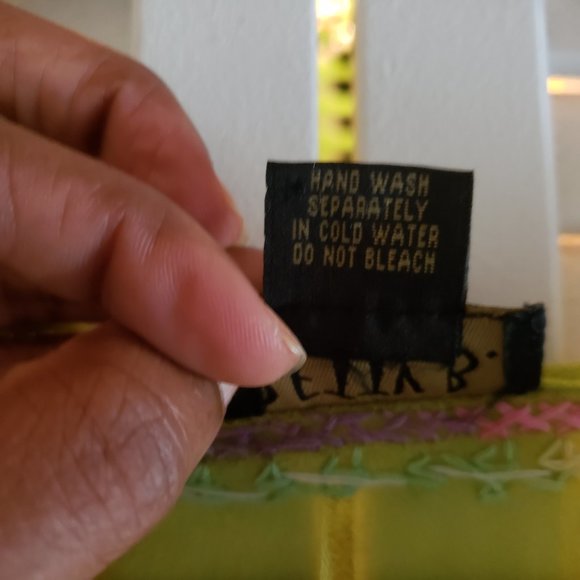 HAND WASH
SEPARATELY
IN COLD WATER
DO NOT BLEACH